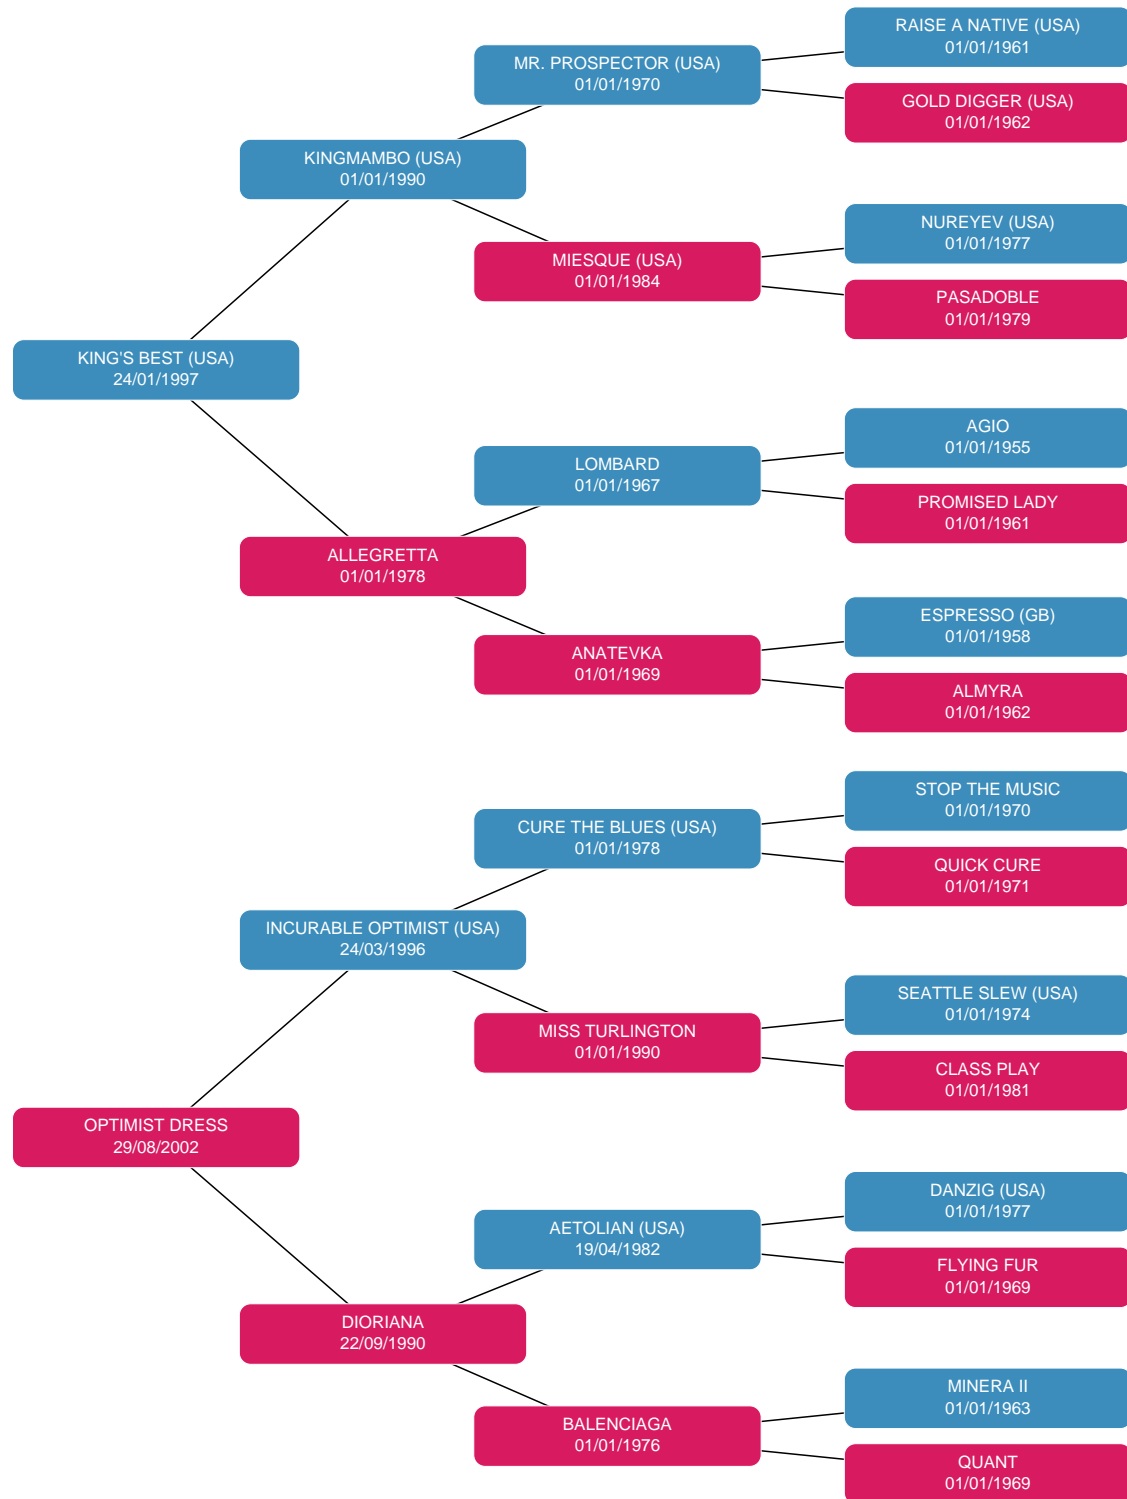 RAISE A NATIVE (USA)
01/01/1961
MR. PROSPECTOR (USA)
01/01/1970
GOLD DIGGER (USA)
01/01/1962
KINGMAMBO (USA)
01/01/1990
NUREYEV (USA)
01/01/1977
MIESQUE (USA)
01/01/1984
PASADOBLE
01/01/1979
KING'S BEST (USA)
24/01/1997
AGIO
01/01/1955
LOMBARD
01/01/1967
PROMISED LADY
01/01/1961
ALLEGRETTA
01/01/1978
ESPRESSO (GB)
01/01/1958
ANATEVKA
01/01/1969
ALMYRA
01/01/1962
STOP THE MUSIC
01/01/1970
CURE THE BLUES (USA)
01/01/1978
QUICK CURE
01/01/1971
INCURABLE OPTIMIST (USA)
24/03/1996
SEATTLE SLEW (USA)
01/01/1974
MISS TURLINGTON
01/01/1990
CLASS PLAY
01/01/1981
OPTIMIST DRESS
29/08/2002
DANZIG (USA)
01/01/1977
AETOLIAN (USA)
19/04/1982
FLYING FUR
01/01/1969
DIORIANA
22/09/1990
MINERA II
01/01/1963
BALENCIAGA
01/01/1976
QUANT
01/01/1969